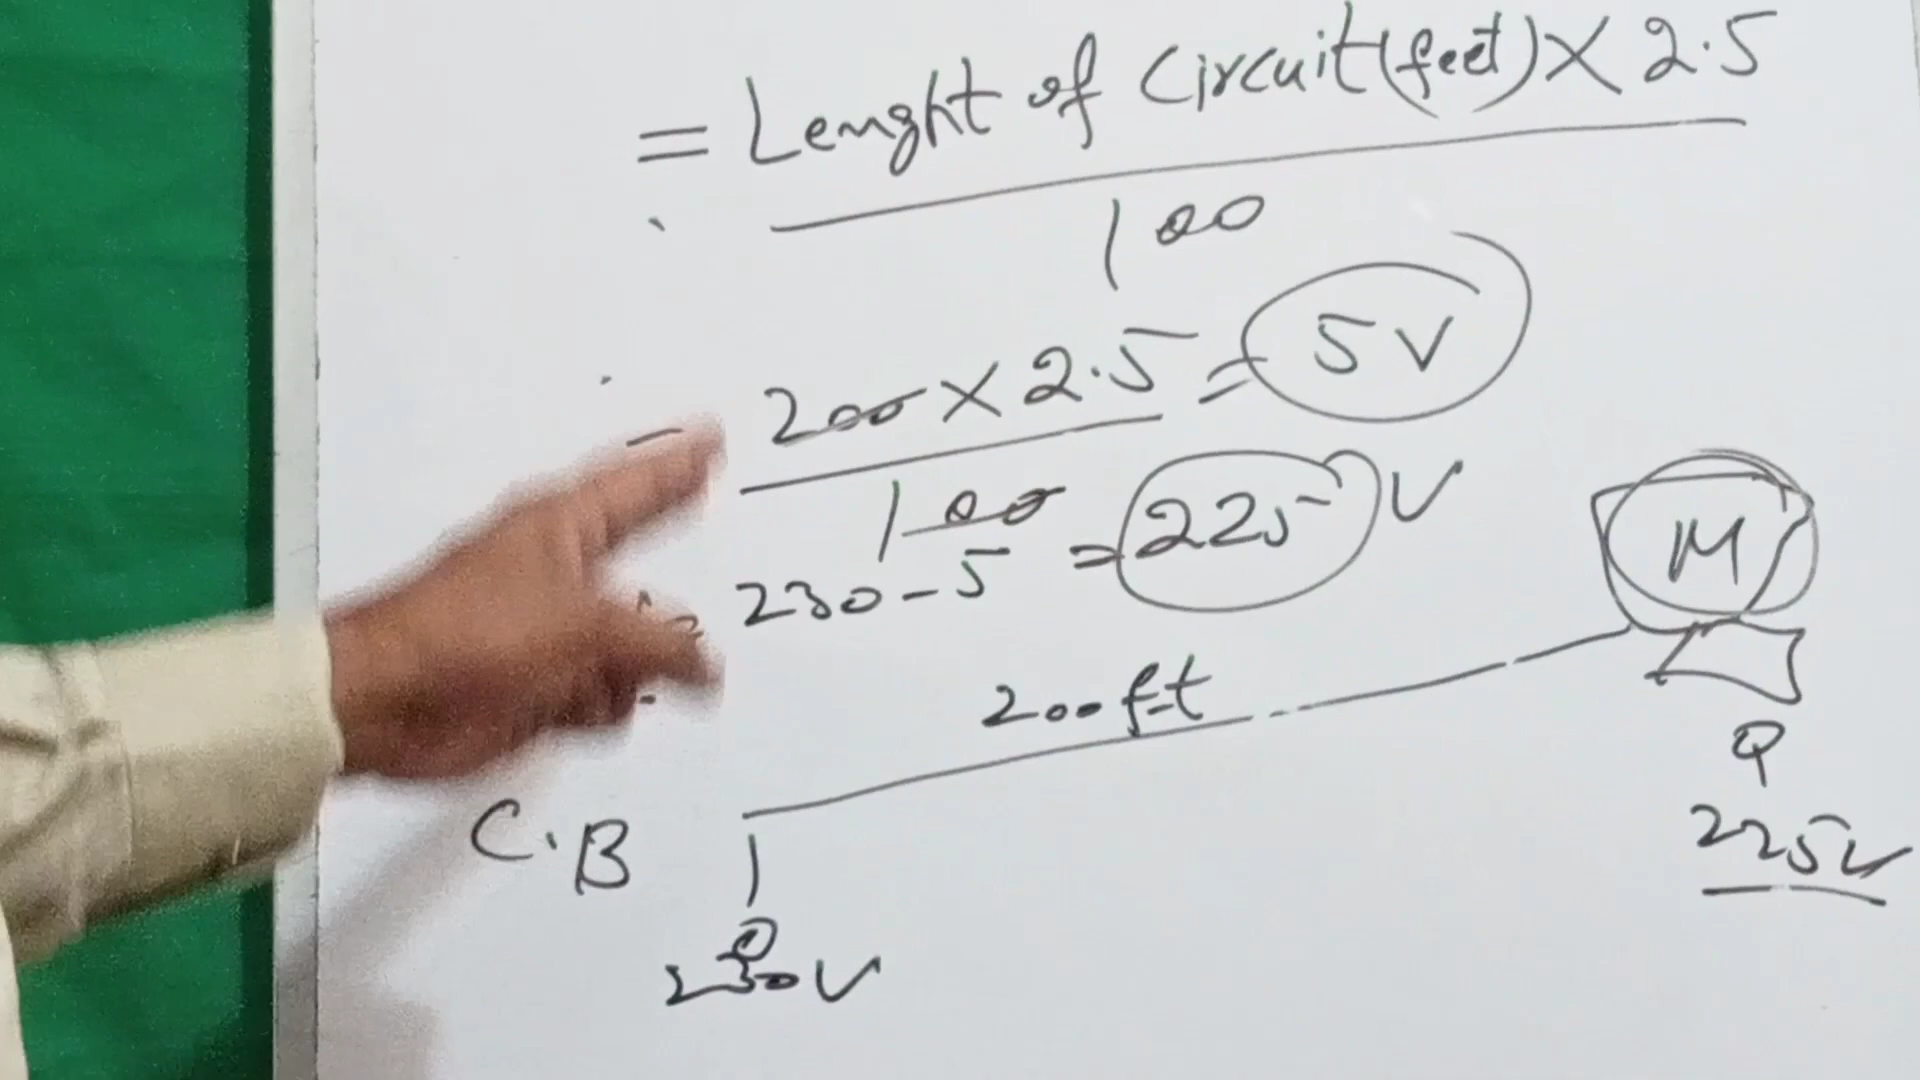 = Lenght of Circuit(feet) X 2.5
100
200 X 2.5 = 5V
100
= 230 - 5 = 225 V
M
200 ft
225V
C.B
230V